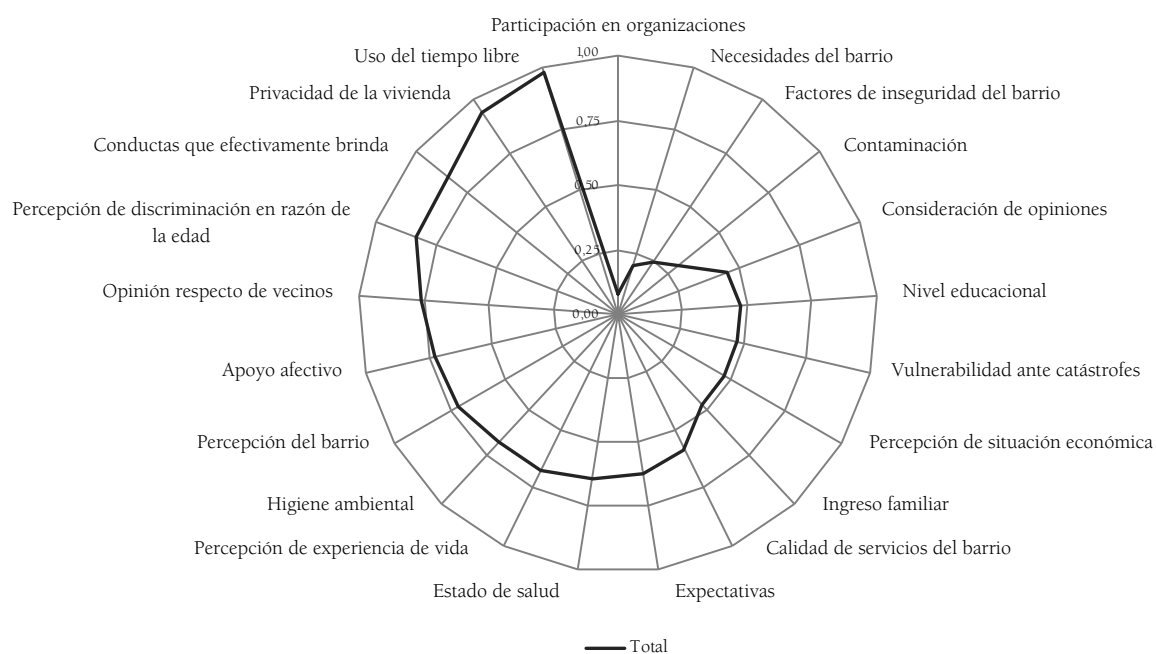 Participación en organizaciones
Uso del tiempo libre
1,00
Necesidades del barrio
Privacidad de la vivienda
Factores de inseguridad del barrio
0,75
Conductas que efectivamente brinda
Contaminación
0,50
Percepción de discriminación en razón de
la edad
Consideración de opiniones
0,25
Opinión respecto de vecinos
Nivel educacional
0,00
Apoyo afectivo
Vulnerabilidad ante catástrofes
Percepción del barrio
Percepción de situación económica
Higiene ambiental
Ingreso familiar
Percepción de experiencia de vida
Calidad de servicios del barrio
Estado de salud
Expectativas
Total